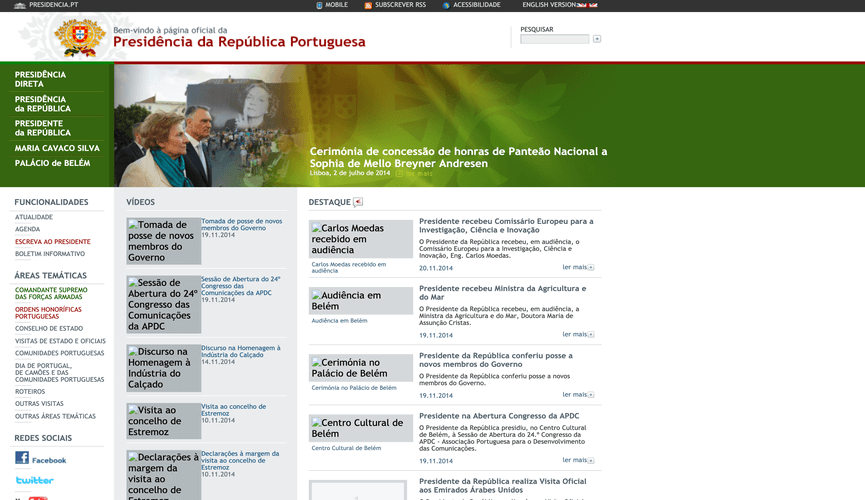 PRESIDENCIA.PT
MOBILE
SUBSCREVER RSS
ACESSIBILIDADE
ENGLISH VERSION
Bem-vindo à página oficial da
Presidência da República Portuguesa
PESQUISAR
PRESIDÊNCIA
DIRETA
PRESIDÊNCIA
da REPÚBLICA
PRESIDENTE
da REPÚBLICA
MARIA CAVACO SILVA
PALÁCIO de BELÉM
Cerimónia de concessão de honras de Panteão Nacional a
Sophia de Mello Breyner Andresen
Lisboa, 2 de julho de 2014
ler mais
FUNCIONALIDADES
ATUALIDADE
AGENDA
ESCREVA AO PRESIDENTE
BOLETIM INFORMATIVO
ÁREAS TEMÁTICAS
COMANDANTE SUPREMO
DAS FORÇAS ARMADAS
ORDENS HONORÍFICAS
PORTUGUESAS
CONSELHO DE ESTADO
VISITAS DE ESTADO E OFICIAIS
COMUNIDADES PORTUGUESAS
DIA DE PORTUGAL,
DE CAMÕES E DAS
COMUNIDADES PORTUGUESAS
ROTEIROS
OUTRAS VISITAS
OUTRAS ÁREAS TEMÁTICAS
REDES SOCIAIS
Facebook
twitter
VÍDEOS
Tomada de
posse de novos
membros do
Governo
Tomada de posse de novos
membros do Governo
19.11.2014
Sessão de
Abertura do 24º
Congresso das
Comunicações
da APDC
Sessão de Abertura do 24º
Congresso das
Comunicações da APDC
19.11.2014
Discurso na
Homenagem à
Indústria do
Calçado
Discurso na Homenagem à
Indústria do Calçado
14.11.2014
Visita ao
concelho de
Estremoz
Visita ao concelho de
Estremoz
10.11.2014
Declarações à
margem da
visita ao
concelho de
Estremoz
Declarações à margem da
visita ao concelho de
Estremoz
10.11.2014
DESTAQUE
Carlos Moedas
recebido em
audiência
Carlos Moedas recebido em
audiência
Presidente recebeu Comissário Europeu para a
Investigação, Ciência e Inovação
O Presidente da República recebeu, em audiência, o
Comissário Europeu para a Investigação, Ciência e
Inovação, Eng. Carlos Moedas.
20.11.2014
ler mais
Audiência em
Belém
Audiência em Belém
Presidente recebeu Ministra da Agricultura e
do Mar
O Presidente da República recebeu, em audiência, a
Ministra da Agricultura e do Mar, Doutora Maria de
Assunção Cristas.
19.11.2014
ler mais
Cerimónia no
Palácio de Belém
Cerimónia no Palácio de Belém
Presidente da República conferiu posse a
novos membros do Governo
O Presidente da República conferiu posse a novos
membros do Governo.
19.11.2014
ler mais
Centro Cultural de
Belém
Centro Cultural de Belém
Presidente na Abertura Congresso da APDC
O Presidente da República presidiu, no Centro Cultural
de Belém, à Sessão de Abertura do 24.º Congresso da
APDC - Associação Portuguesa para o Desenvolvimento
das Comunicações.
19.11.2014
ler mais
Presidente da República realiza Visita Oficial
aos Emirados Árabes Unidos